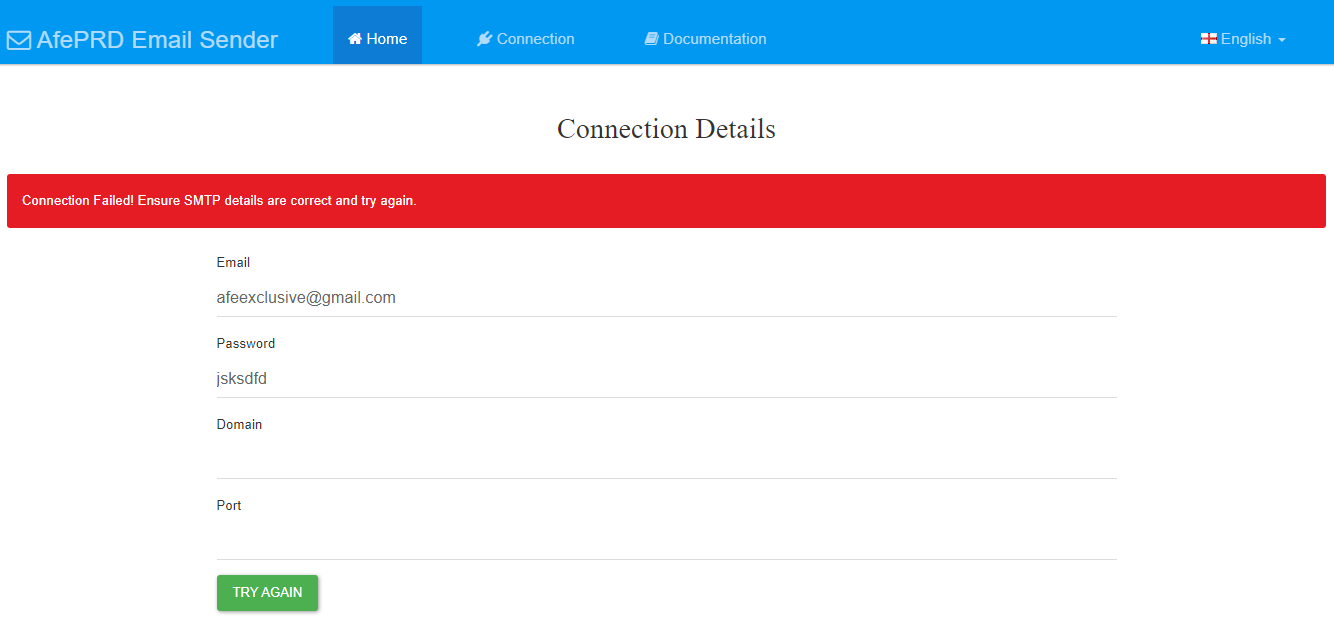 AfePRD Email Sender Home Connection Documentation English
Connection Details
Connection Failed! Ensure SMTP details are correct and try again.
Email
afeexclusive@gmail.com
Password
jsksdfd
Domain
Port
TRY AGAIN